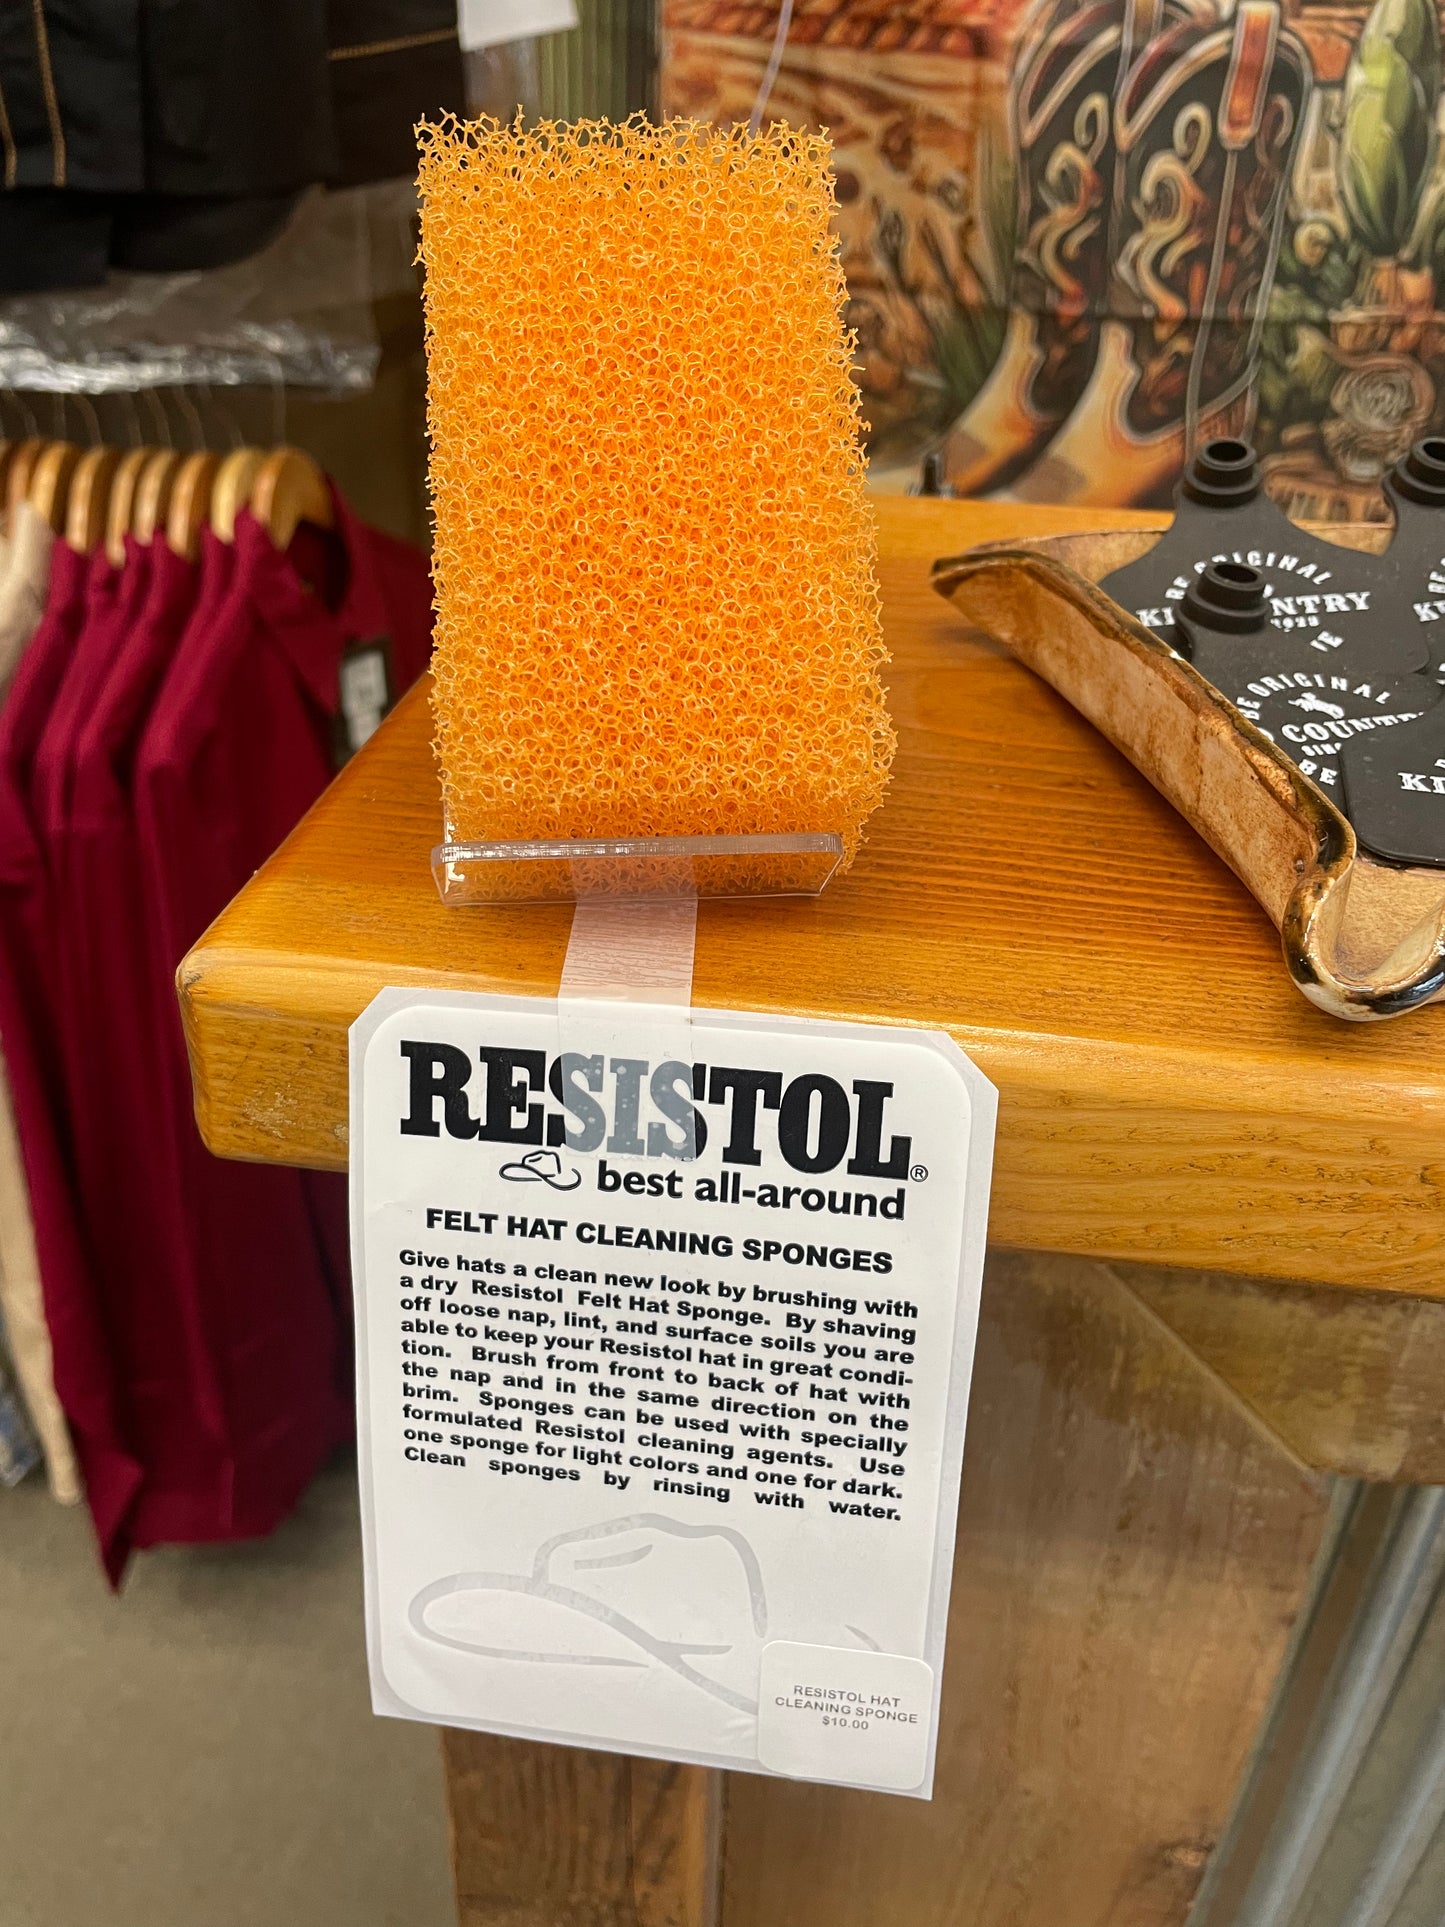 RESISTOL®
best all-around
FELT HAT CLEANING SPONGES
Give hats a clean new look by brushing with
a dry Resistol Felt Hat Sponge. By shaving
off loose nap, lint, and surface soils you are
able to keep your Resistol hat in great condi-
tion. Brush from front to back of hat with
the nap and in the same direction on the
brim. Sponges can be used with specially
formulated Resistol cleaning agents. Use
one sponge for light colors and one for dark.
Clean sponges by rinsing with water.
RESISTOL HAT
CLEANING SPONGE
$10.00
ORIGINAL
COUNTRY
ORIGINAL
BE